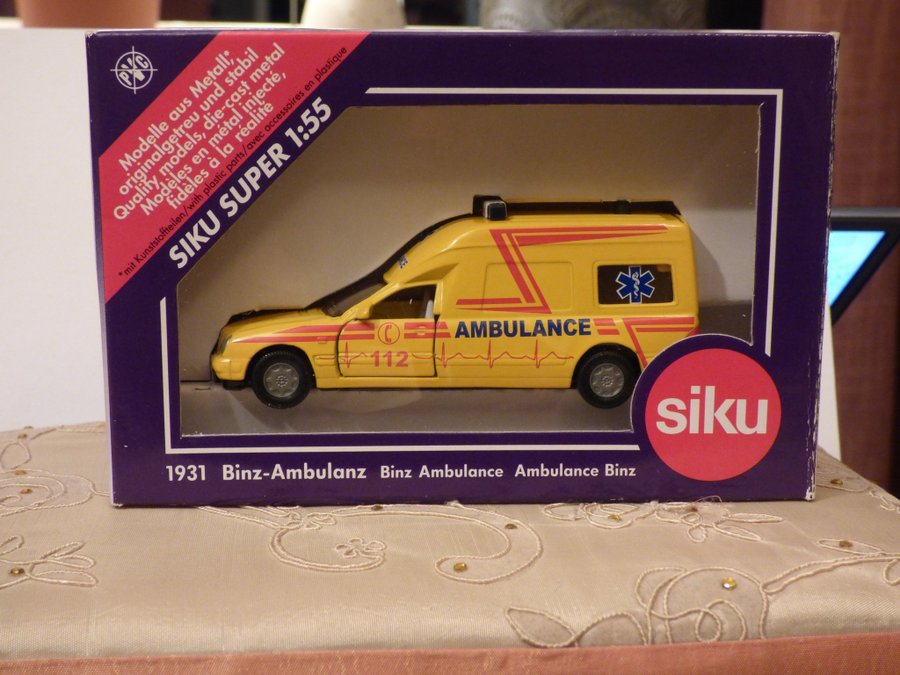 PVC
Modelle aus Metall*,
originalgetreu und stabil
Quality models, die-cast metal
Modèles en métal injecté,
fidèles à la réalité
*mit Kunststoffteilen/with plastic parts/avec accessoires en plastique
SIKU SUPER 1:55
AMBULANCE
112
siku
1931 Binz-Ambulanz Binz Ambulance Ambulance Binz